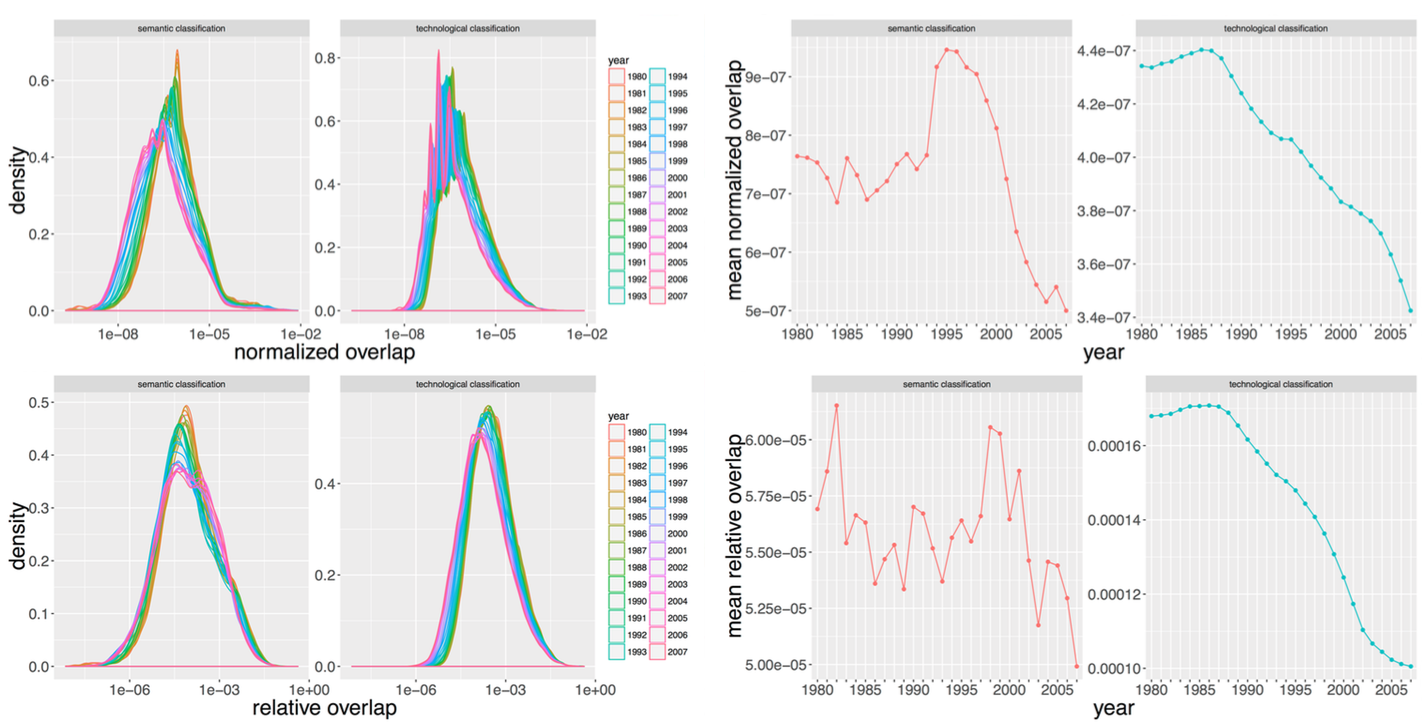 semantic classification technological classification
density
0.0 0.2 0.4 0.6
0.0 0.2 0.4 0.6 0.8
1e−08 1e−05 1e−02 1e−08 1e−05 1e−02
normalized overlap
year
1980 1994
1981 1995
1982 1996
1983 1997
1984 1998
1985 1999
1986 2000
1987 2001
1988 2002
1989 2003
1990 2004
1991 2005
1992 2006
1993 2007
semantic classification technological classification
mean normalized overlap
9e−07
8e−07
7e−07
6e−07
5e−07
4.4e−07
4.2e−07
4.0e−07
3.8e−07
3.6e−07
3.4e−07
1980 1985 1990 1995 2000 2005 1980 1985 1990 1995 2000 2005
year
semantic classification technological classification
density
0.5
0.4
0.3
0.2
0.1
0.0
0.4
0.2
0.0
1e−06 1e−03 1e+00 1e−06 1e−03 1e+00
relative overlap
year
1980 1994
1981 1995
1982 1996
1983 1997
1984 1998
1985 1999
1986 2000
1987 2001
1988 2002
1989 2003
1990 2004
1991 2005
1992 2006
1993 2007
semantic classification technological classification
mean relative overlap
6.00e−05
5.75e−05
5.50e−05
5.25e−05
5.00e−05
0.00016
0.00014
0.00012
0.00010
1980 1985 1990 1995 2000 2005 1980 1985 1990 1995 2000 2005
year